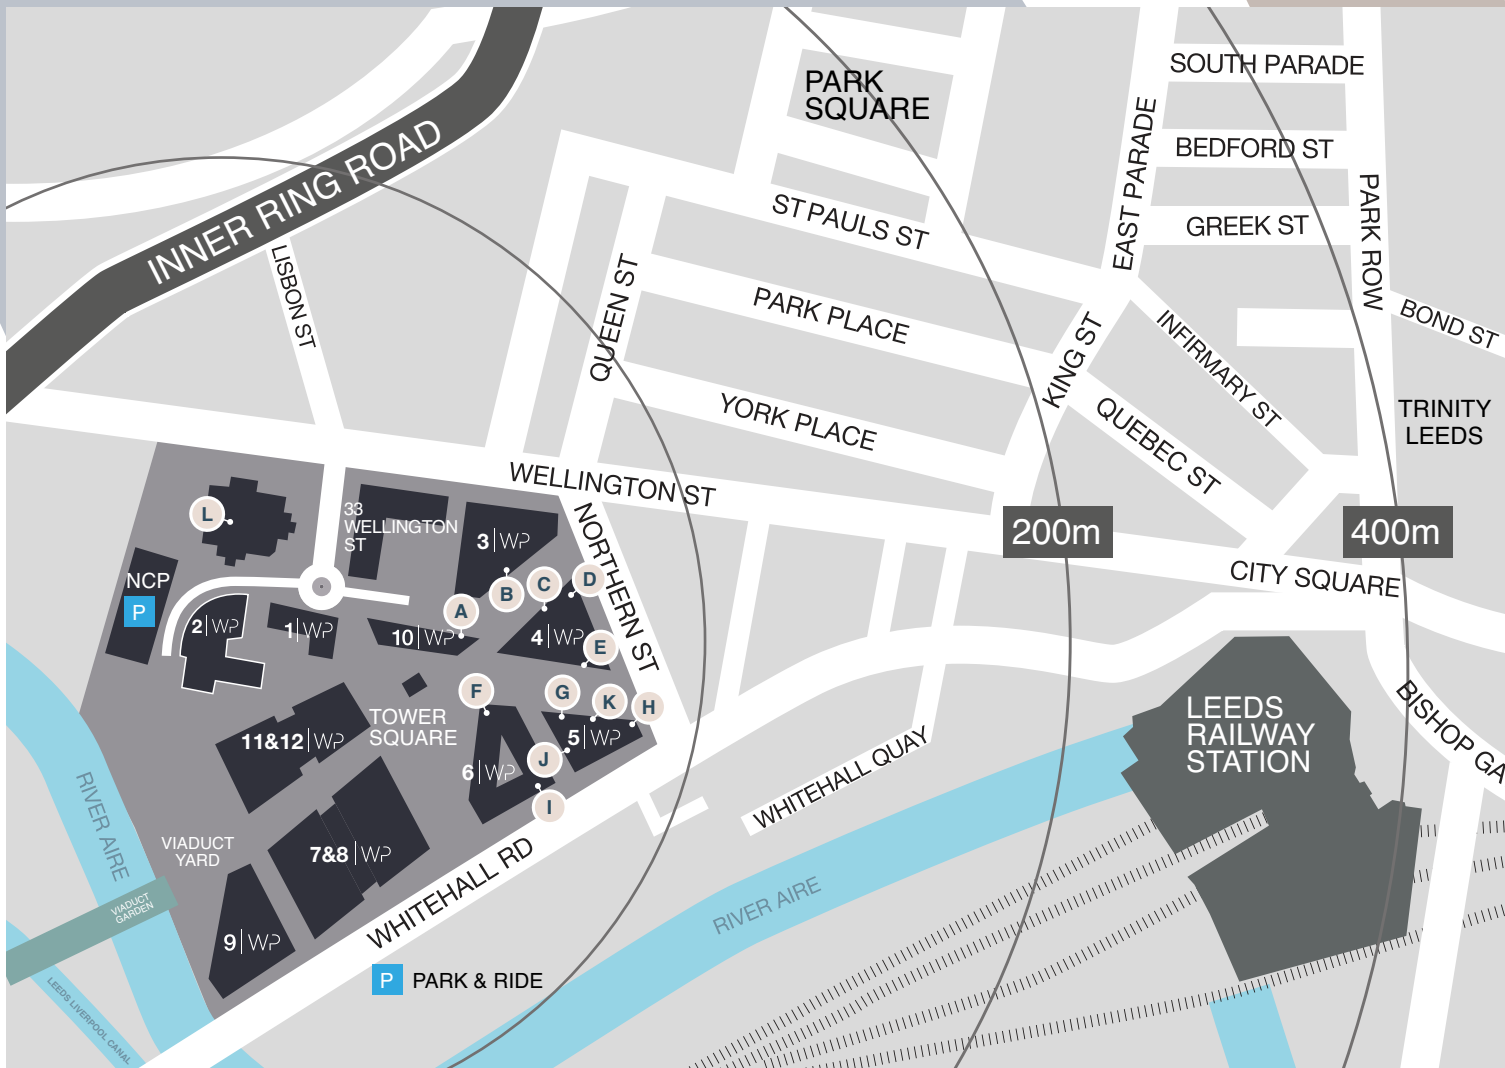 PARK
SQUARE
SOUTH PARADE
BEDFORD ST
GREEK ST
EAST PARADE
PARK ROW
BOND ST
INNER RING ROAD
LISBON ST
ST PAULS ST
QUEEN ST
PARK PLACE
KING ST
INFIRMARY ST
YORK PLACE
QUEBEC ST
TRINITY
LEEDS
WELLINGTON ST
200m
400m
CITY SQUARE
NORTHERN ST
L
33
WELLINGTON
ST
3|WP
NCP
P
2|WP
1|WP
10|WP
4|WP
A
B
C
D
E
F
G
K
H
J
I
5|WP
6|WP
TOWER
SQUARE
11&12|WP
7&8|WP
9|WP
VIADUCT
YARD
VIADUCT
GARDEN
RIVER AIRE
LEEDS LIVERPOOL CANAL
WHITEHALL RD
P PARK & RIDE
WHITEHALL QUAY
RIVER AIRE
LEEDS
RAILWAY
STATION
BISHOP GA